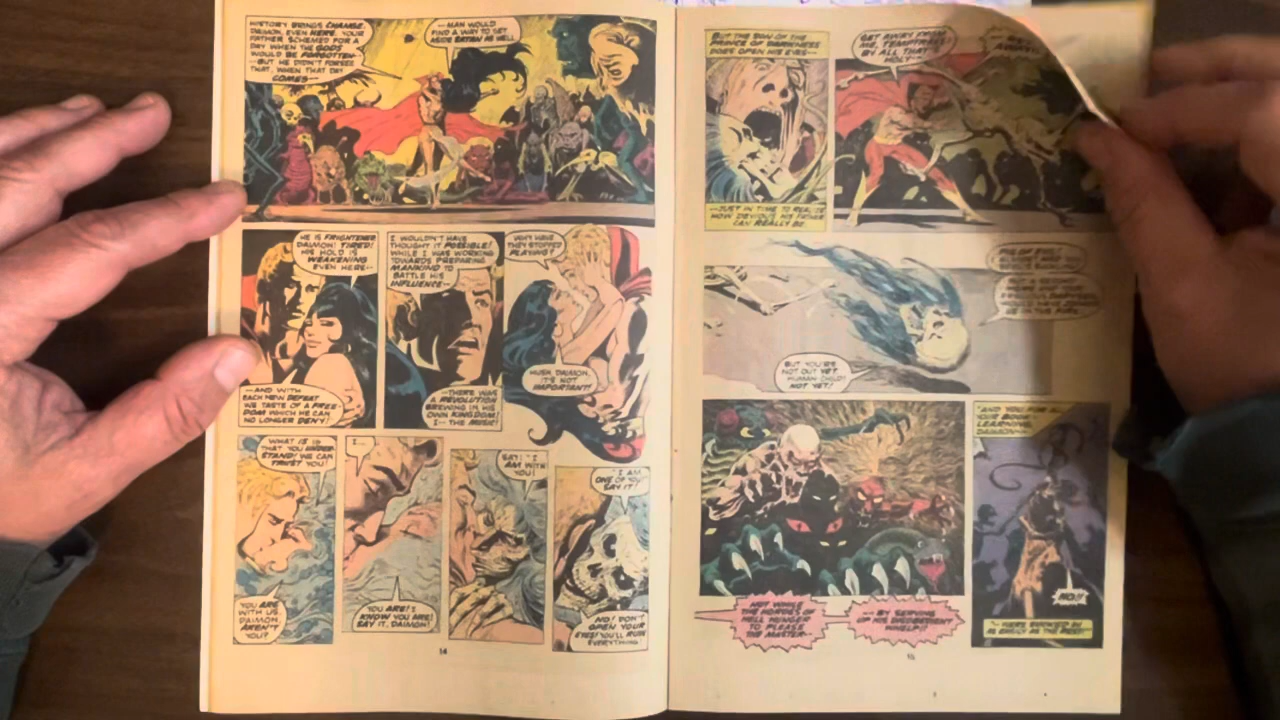 HISTORY BRINGS CHANGE,
DAIMON, EVEN HERE. YOUR
FATHER SCHEMED FOR A
DAY WHEN THE GODS
WOULD BE FORGOTTEN--
--BUT HE DIDN'T FORSEE
THAT, WHEN THAT DAY
COMES--
--MAN WOULD
FIND A WAY TO SET
ASIDE SATAN AS WELL.
HE IS FRIGHTENED
DAIMON! TIRED!
HIS HOLD IS
WEAKENING
EVEN HERE--
--AND WITH
EACH NEW DEFEAT
WE TASTE OF A FREE-
DOM WHICH HE CAN
NO LONGER DENY!
I WOULDN'T HAVE
THOUGHT IT POSSIBLE!
WHILE I WAS WORKING
TOWARDS PREPARING
MANKIND TO
BATTLE HIS
INFLUENCE--
--THERE WAS
A REVOLUTION
BREWING IN HIS
OWN KINGDOM!
I-- THE MUSIC!
WHY HAVE
THEY STOPPED
PLAYING?
HUSH, DAIMON,
IT'S NOT
IMPORTANT!
WHAT IS IS
THAT YOU UNDER-
STAND! WE CAN
TRUST YOU!
YOU ARE
WITH US,
DAIMON,
AREN'T
YOU?
I...
YOU ARE! I
KNOW YOU ARE!
SAY IT, DAIMON!
SAY: "I
AM WITH
YOU!
"I AM
ONE OF YOU"
SAY IT!
NO! DON'T
OPEN YOUR
EYES! YOU'LL RUIN
EVERYTHING
14
BUT THE SON OF THE
PRINCE OF DARKNESS
DOES OPEN HIS EYES--
--JUST IN TIME TO REALIZE
HOW DEVIOUS HIS FATHER
CAN REALLY BE.
GET AWAY FROM
ME, TEMPTRESS!
BY ALL THAT
HOLY--
AWAY!
BUT YOU'RE
NOT OUT YET,
HUMAN CHILD!
NOT YET!
NOT WHILE
THE HORDES OF
HELL HUNGER
TO PLEASE
THE MASTER--
--BY SERVING
UP HIS DISOBEDIENT
WHELP!!
"AND YOU FOR ALL
YOUR BOOK
LEARNING,
DAIMON--
NO!!
15